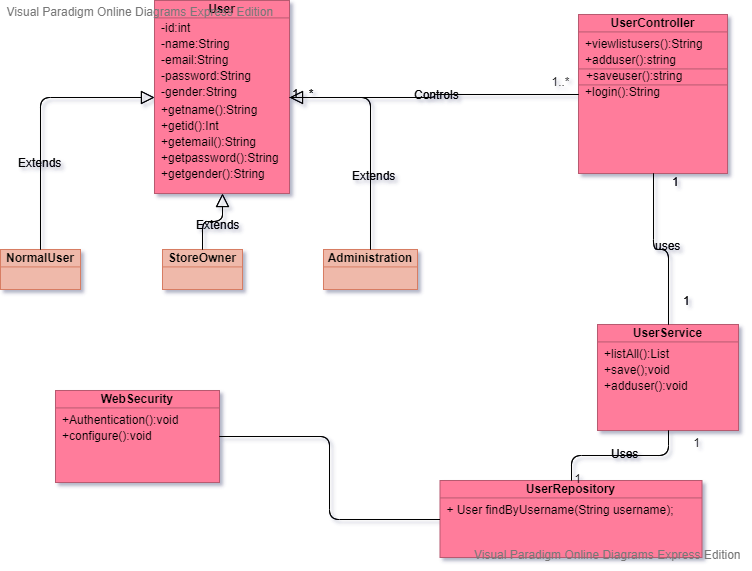 Visual Paradigm Online Diagrams Express Edition
User
-id:int
-name:String
-email:String
-password:String
-gender:String
+getname():String
+getid():Int
+getemail():String
+getpassword():String
+getgender():String
UserController
+viewlistusers():String
+adduser():string
+saveuser():string
+login():String
1..*
Controls
1 *
Extends
Extends
Extends
1
uses
1
NormalUser
StoreOwner
Administration
UserService
+listAll():List
+save();void
+adduser():void
WebSecurity
+Authentication():void
+configure():void
1
Uses
1
UserRepository
+ User findByUsername(String username);
Visual Paradigm Online Diagrams Express Edition